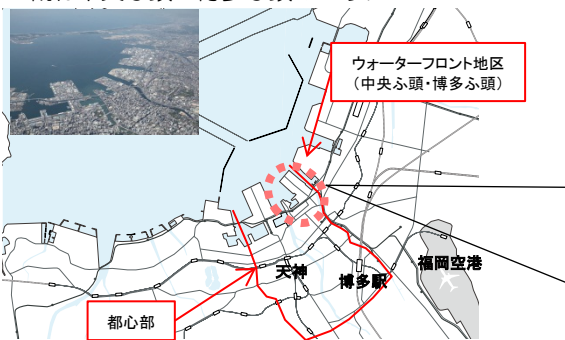 ウォーターフロント地区
（中央ふ頭・博多ふ頭）
天神
博多駅
福岡空港
都心部